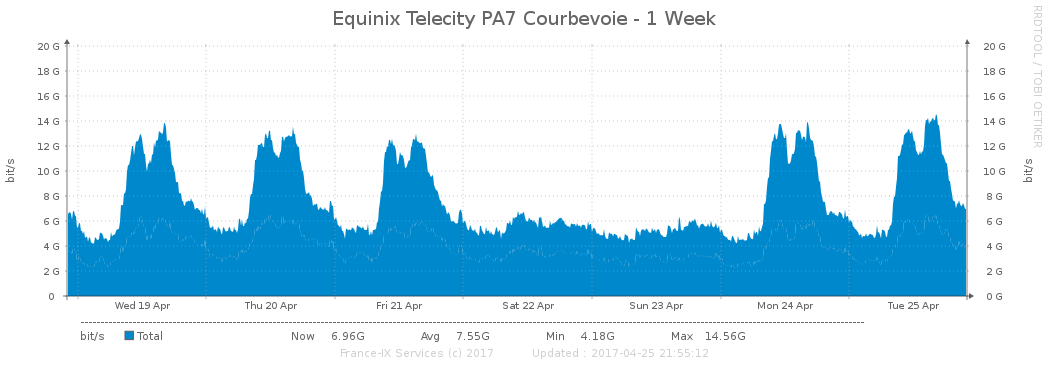 Equinix Telecity PA7 Courbevoie - 1 Week
RRDTOOL / TOBI OETIKER
20 G 20 G
18 G 18 G
16 G 16 G
14 G 14 G
12 G 12 G
10 G 10 G
8 G 8 G
6 G 6 G
4 G 4 G
2 G 2 G
0 0 G
bit/s
bit/s
Wed 19 Apr Thu 20 Apr Fri 21 Apr Sat 22 Apr Sun 23 Apr Mon 24 Apr Tue 25 Apr
bit/s Total Now 6.96G Avg 7.55G Min 4.18G Max 14.56G
France-IX Services (c) 2017 Updated : 2017-04-25 21:55:12